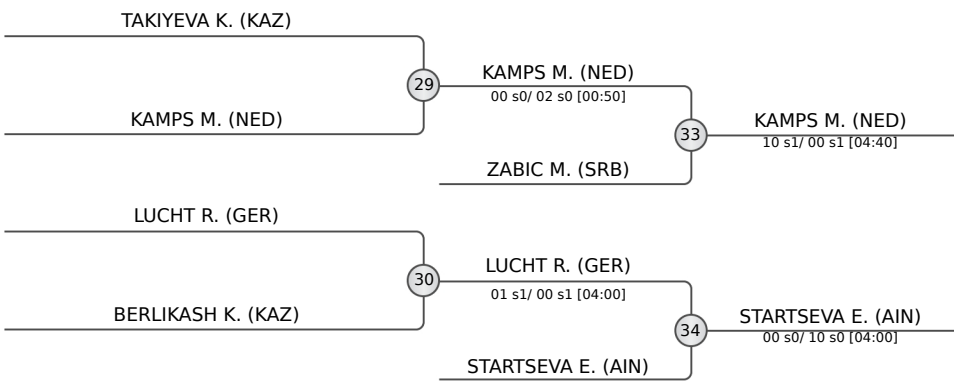 TAKIYEVA K. (KAZ)
29
KAMPS M. (NED)
KAMPS M. (NED)
00 s0/ 02 s0 [00:50]
33
ZABIC M. (SRB)
KAMPS M. (NED)
10 s1/ 00 s1 [04:40]
LUCHT R. (GER)
30
BERLIKASH K. (KAZ)
LUCHT R. (GER)
01 s1/ 00 s1 [04:00]
34
STARTSEVA E. (AIN)
STARTSEVA E. (AIN)
00 s0/ 10 s0 [04:00]